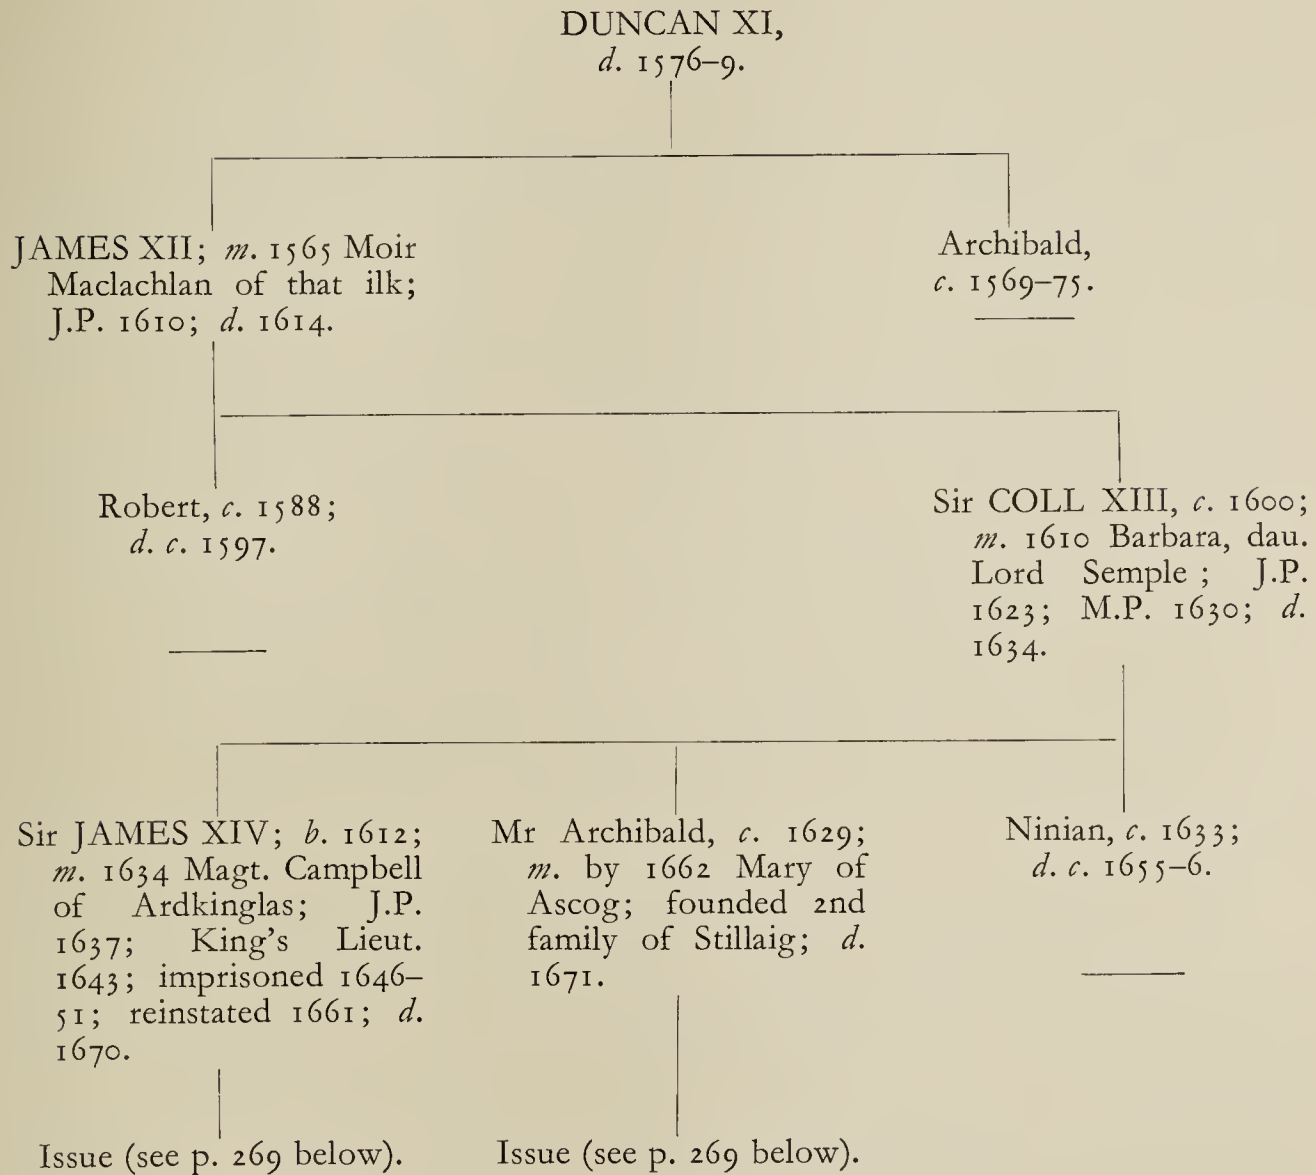 DUNCAN XI,
d. 1576–9.
JAMES XII; m. 1565 Moir
Maclachlan of that ilk;
J.P. 1610; d. 1614.
Archibald,
c. 1569–75.
Robert, c. 1588;
d. c. 1597.
Sir COLL XIII, c. 1600;
m. 1610 Barbara, dau.
Lord Semple ; J.P.
1623; M.P. 1630; d.
1634.
Sir JAMES XIV; b. 1612;
m. 1634 Magt. Campbell
of Ardkinglas; J.P.
1637; King's Lieut.
1643; imprisoned 1646–
51; reinstated 1661; d.
1670.
Mr Archibald, c. 1629;
m. by 1662 Mary of
Ascog; founded 2nd
family of Stillaig; d.
1671.
Ninian, c. 1633;
d. c. 1655–6.
Issue (see p. 269 below).
Issue (see p. 269 below).